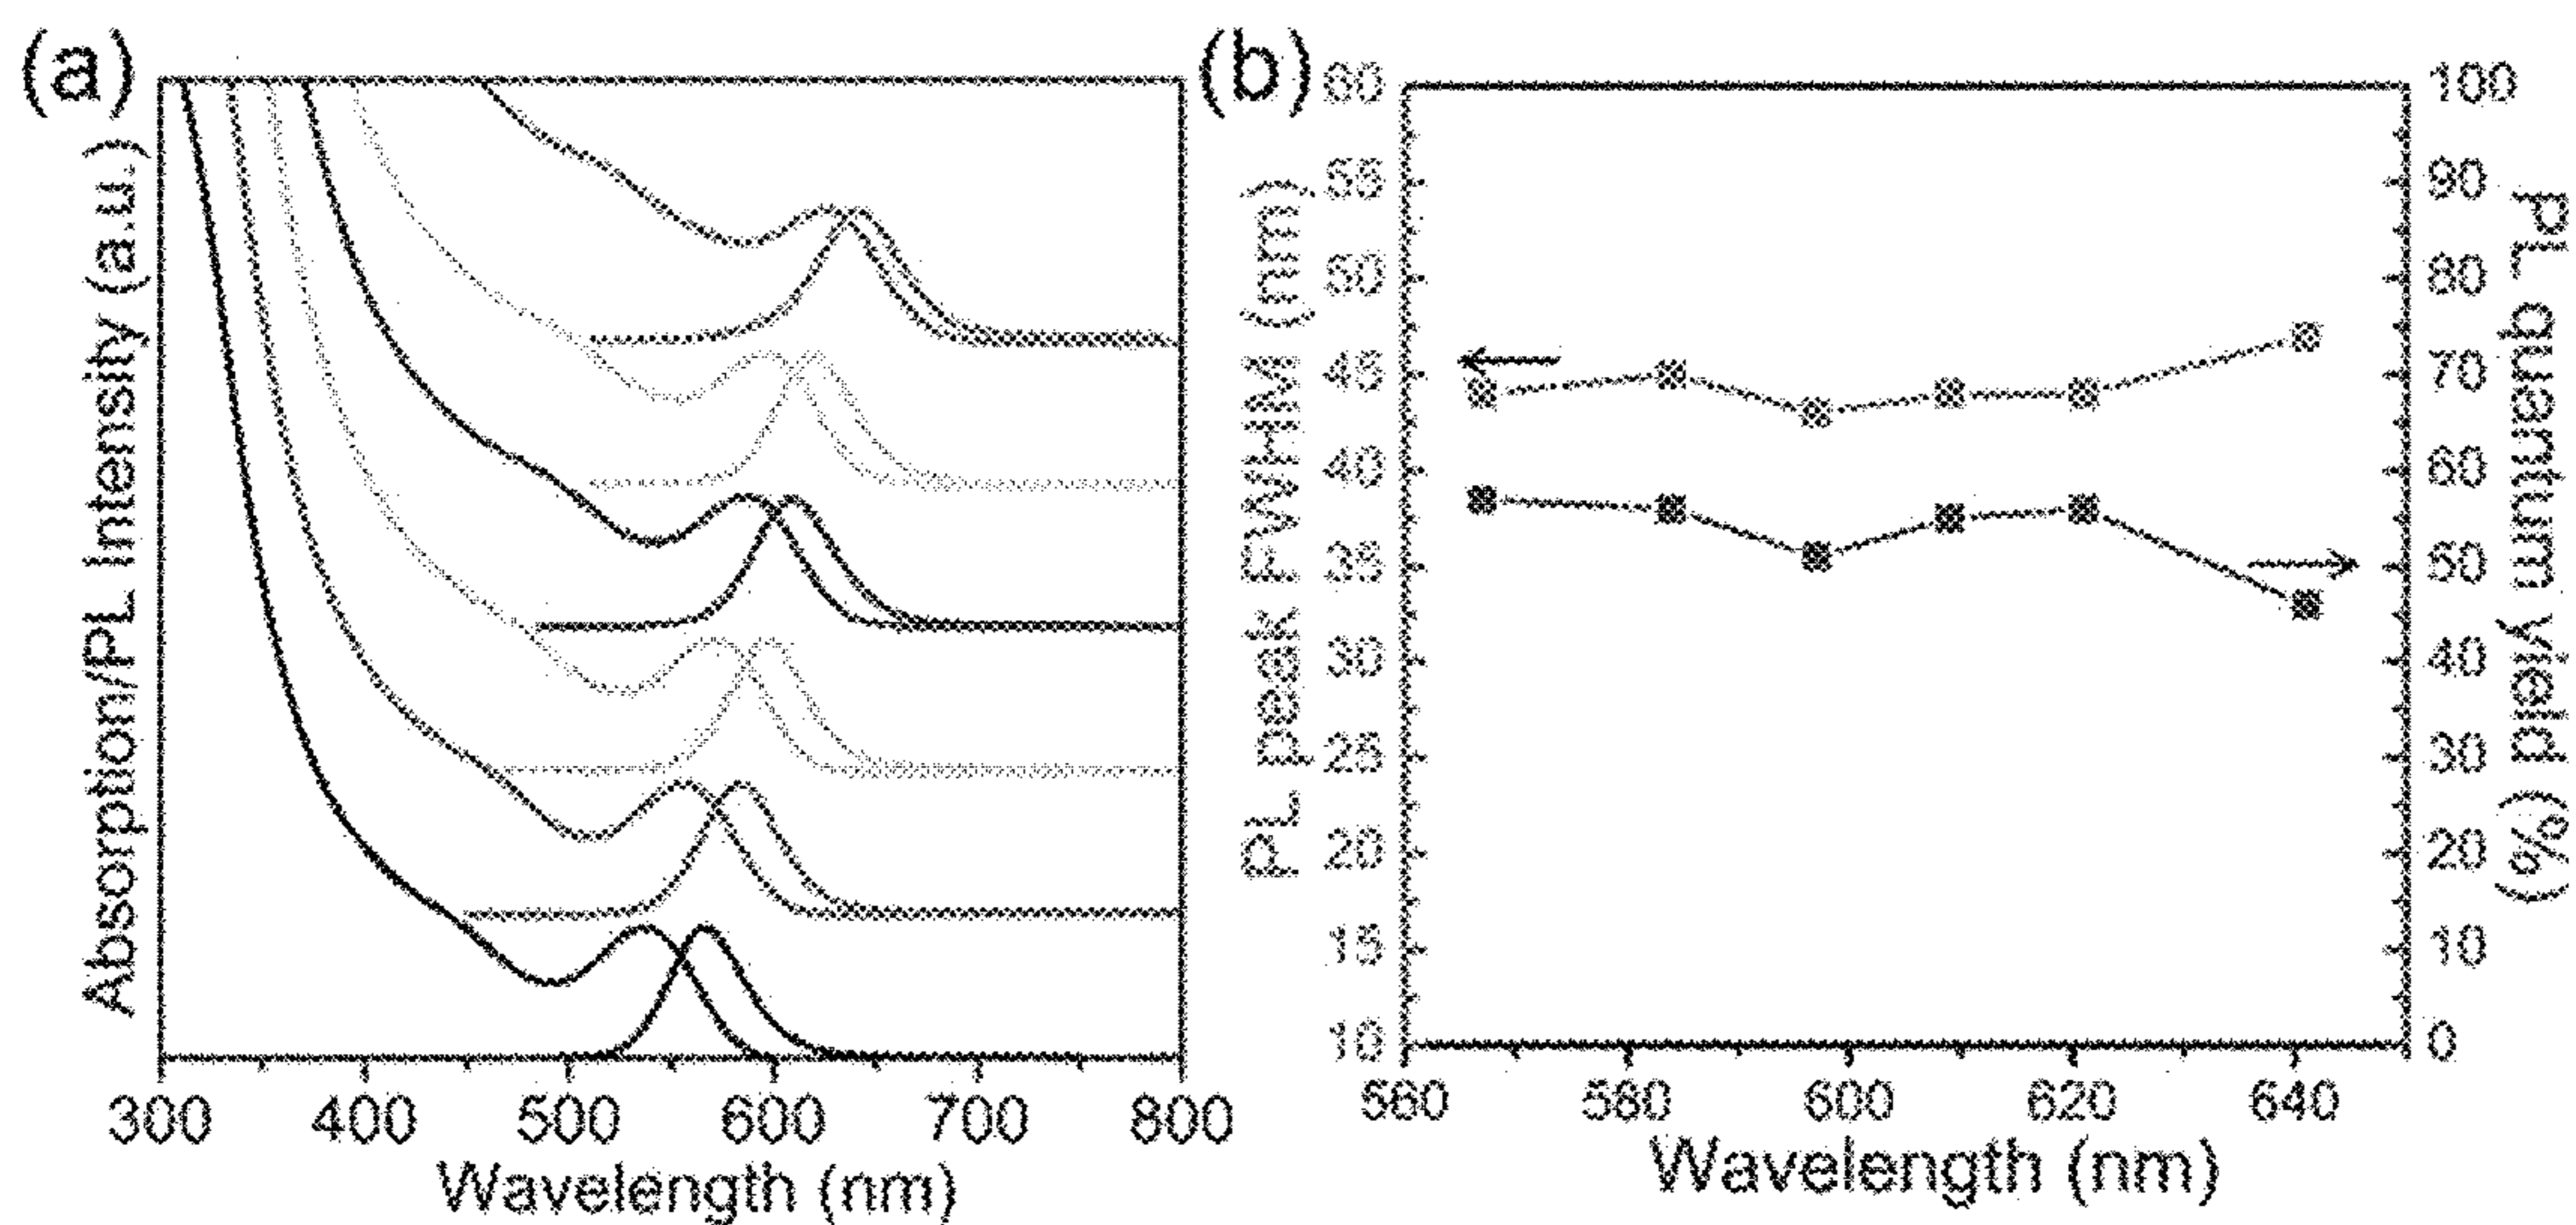 (a)
Absorption/PL Intensity (a.u.)
300 400 500 600 700 800
Wavelength (nm)
(b)
PL peak FWHM (nm)
60
55
50
45
40
35
30
25
20
15
10
560 580 600 620 640
Wavelength (nm)
100
90
80
70
60
50
40
30
20
10
0
PL quantum yield (%)